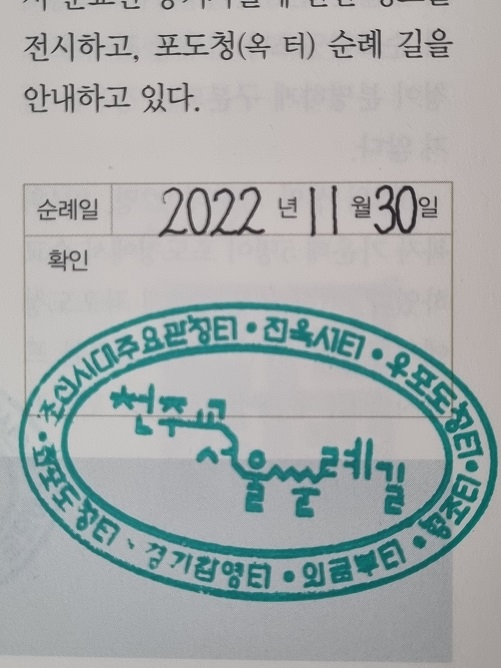 전시하고, 포도청(옥 터) 순례 길을
안내하고 있다.
순례일 2022 년 11 월 30 일
확인
조선시대주요관청터 • 전옥서터 • 우포도청터 • 형조터 • 의금부터 • 경기감영터 • 좌포도청터 •
천주교
서울순례길